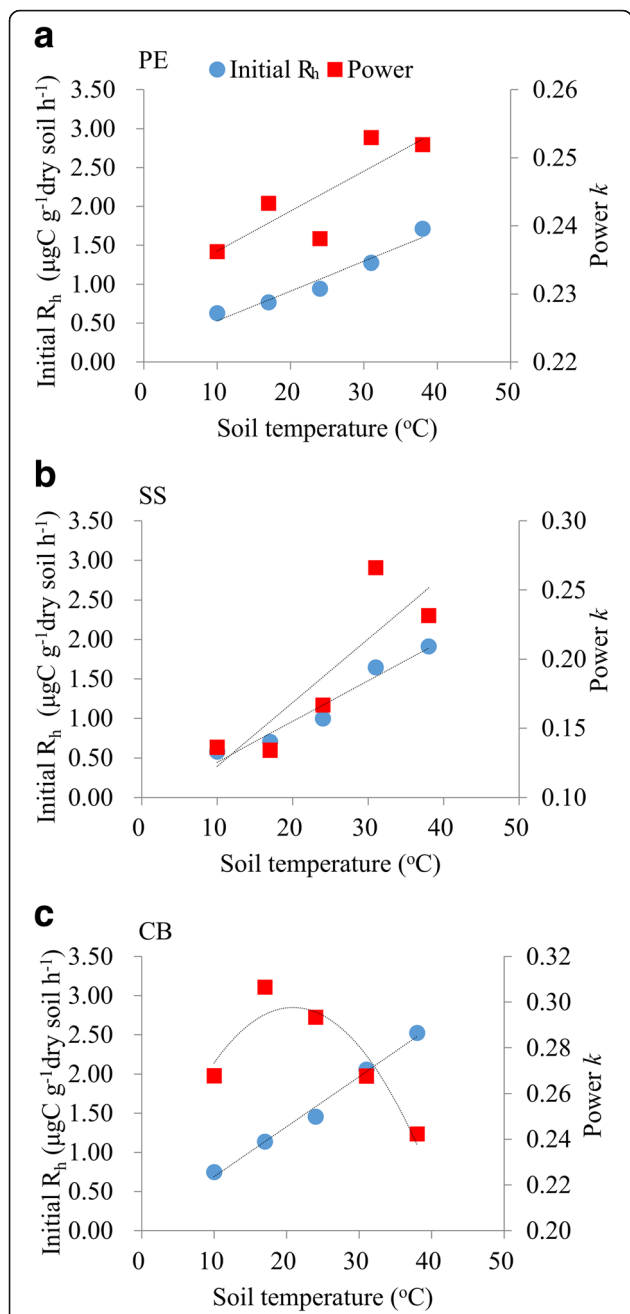 a
PE
Initial Rh
Power
Initial Rh (µgC g-1dry soil h-1)
3.50
3.00
2.50
2.00
1.50
1.00
0.50
0.00
0.26
0.25
0.24
0.23
0.22
Power k
0 10 20 30 40 50
Soil temperature (oC)
b
SS
Initial Rh (µgC g-1dry soil h-1)
3.50
3.00
2.50
2.00
1.50
1.00
0.50
0.00
0.30
0.25
0.20
0.15
0.10
Power k
0 10 20 30 40 50
Soil temperature (oC)
c
CB
Initial Rh (µgC g-1dry soil h-1)
3.50
3.00
2.50
2.00
1.50
1.00
0.50
0.00
0.32
0.30
0.28
0.26
0.24
0.22
0.20
Power k
0 10 20 30 40 50
Soil temperature (oC)